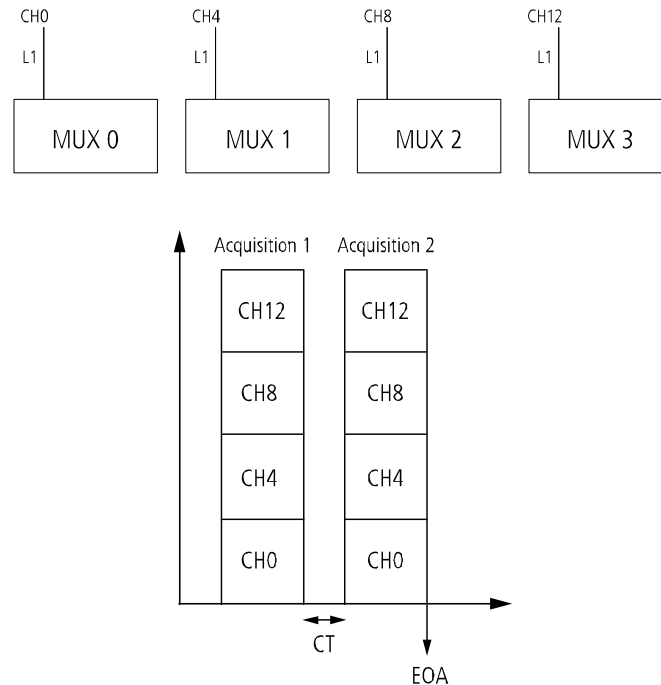 CH0 CH4 CH8 CH12
L1 L1 L1 L1
MUX 0 MUX 1 MUX 2 MUX 3
Acquisition 1 Acquisition 2
CH12 CH12
CH8 CH8
CH4 CH4
CH0 CH0
CT
EOA